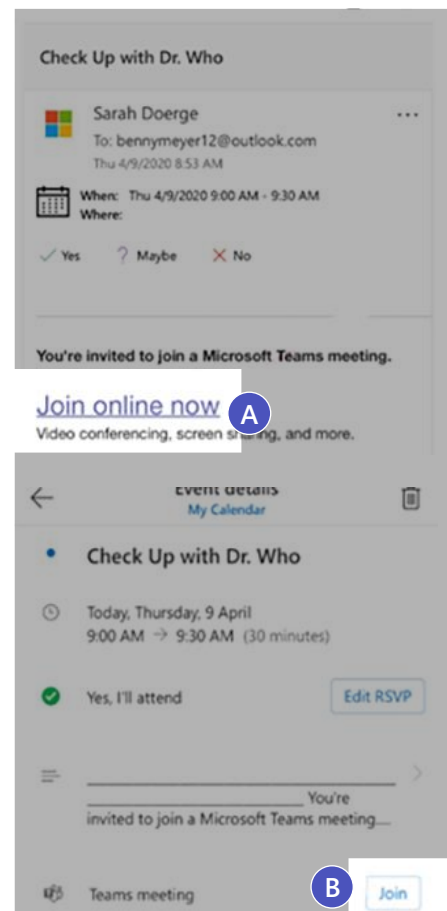 Check Up with Dr. Who
Sarah Doerge
To: bennymeyer12@outlook.com
Thu 4/9/2020 8:53 AM
When: Thu 4/9/2020 9:00 AM - 9:30 AM
Where:
Yes ? Maybe No
You're invited to join a Microsoft Teams meeting.
Join online now A
Video conferencing, screen sharing, and more.
Event details
My Calendar
Check Up with Dr. Who
Today, Thursday, 9 April
9:00 AM → 9:30 AM (30 minutes)
Yes, I'll attend Edit RSVP
You're
invited to join a Microsoft Teams meeting....
Teams meeting B Join